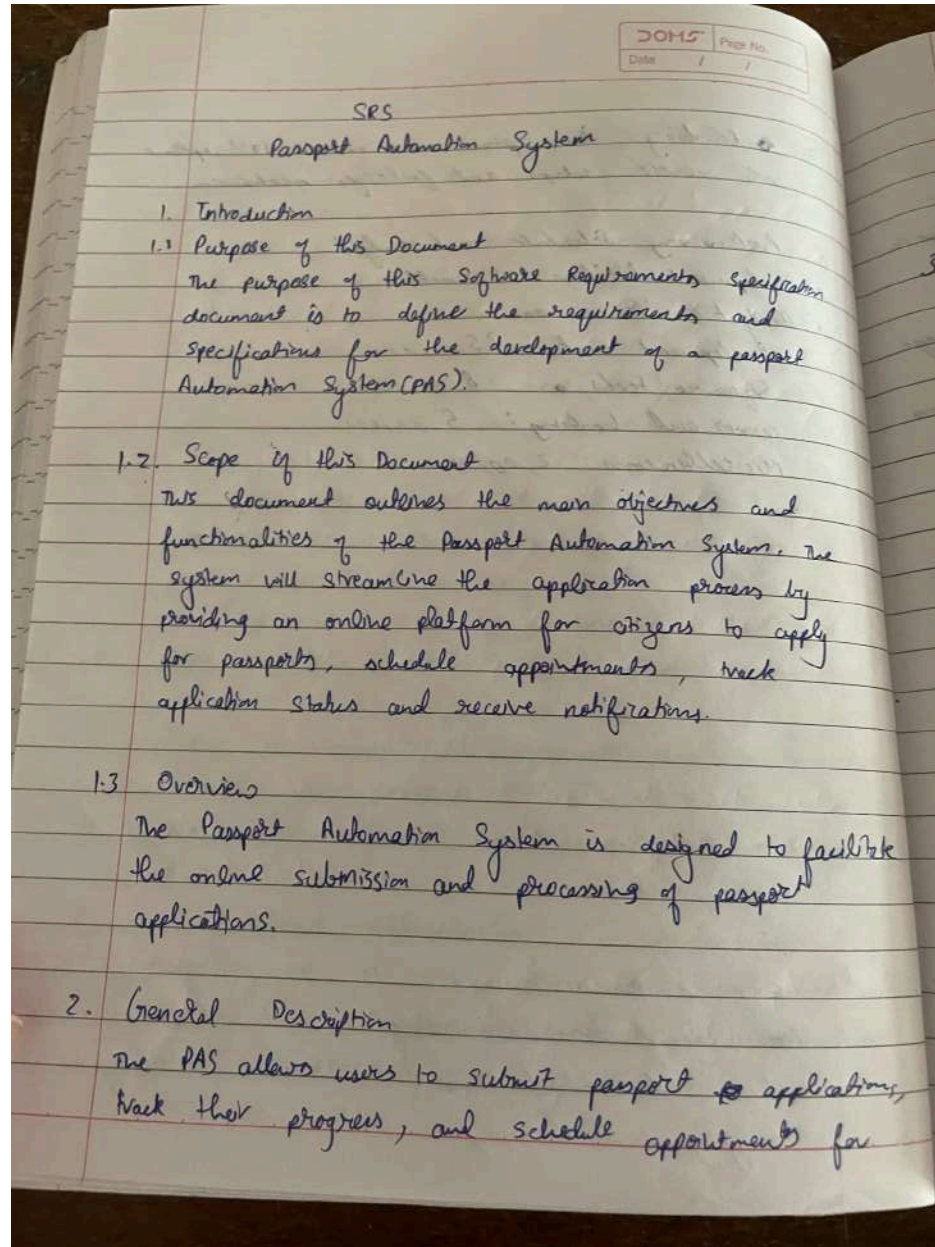 DOMS Page No.
Date / /
SRS
Passport Automation System
1. Introduction
1.1 Purpose of this Document
The purpose of this Software Requirements Specification
document is to define the requirements and
specifications for the development of a passport
Automation System (PAS).
1.2. Scope of this Document
This document outlines the main objectives and
functionalities of the Passport Automation System. The
system will streamline the application process by
providing an online platform for citizens to apply
for passports, schedule appointments, track
application status and receive notifications.
1.3 Overview
The Passport Automation System is designed to facilitate
the online submission and processing of passport
applications.
2. General Description
The PAS allows users to submit passport applications,
track their progress, and schedule appointments for